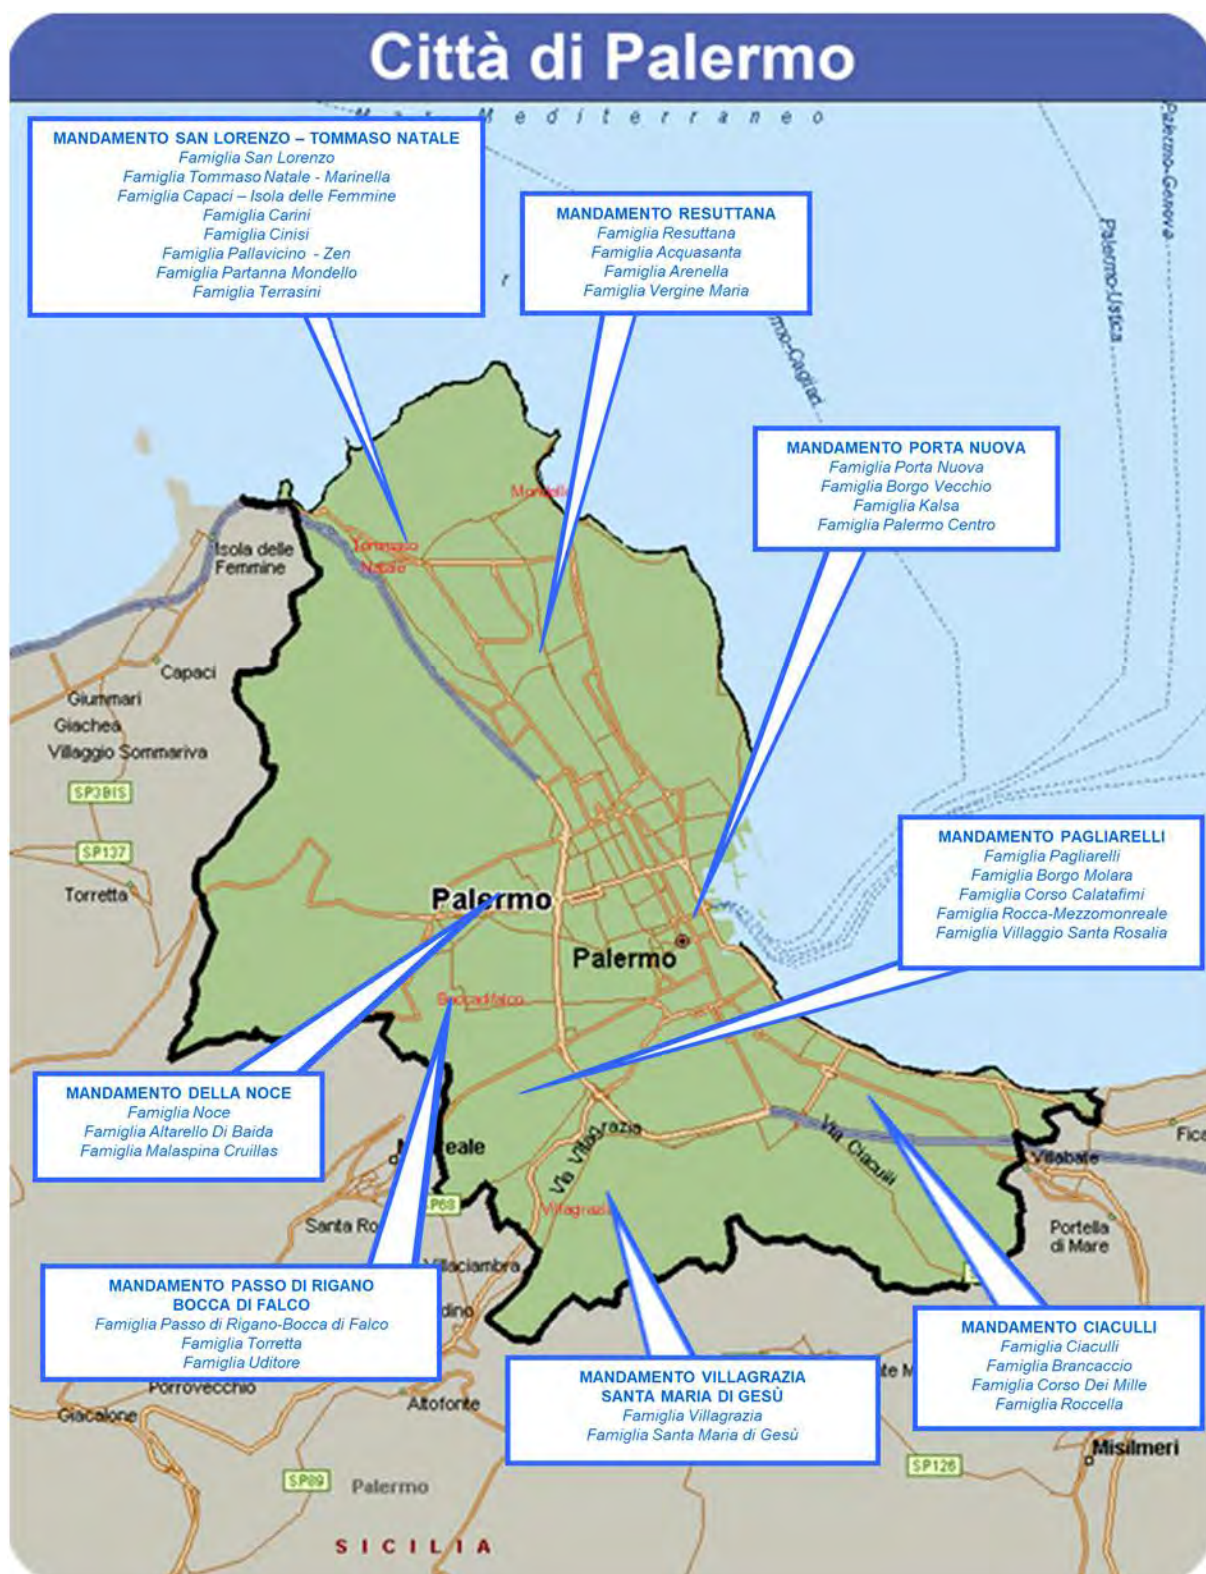 Città di Palermo
Mar Mediterraneo
MANDAMENTO SAN LORENZO – TOMMASO NATALE
Famiglia San Lorenzo
Famiglia Tommaso Natale - Marinella
Famiglia Capaci – Isola delle Femmine
Famiglia Carini
Famiglia Cinisi
Famiglia Pallavicino - Zen
Famiglia Partanna Mondello
Famiglia Terrasini
MANDAMENTO RESUTTANA
Famiglia Resuttana
Famiglia Acquasanta
Famiglia Arenella
Famiglia Vergine Maria
Palermo-Genova
Palermo-Ustica
rmo-Cagliari
MANDAMENTO PORTA NUOVA
Famiglia Porta Nuova
Famiglia Borgo Vecchio
Famiglia Kalsa
Famiglia Palermo Centro
Mondello
Tommaso
Natale
Isola delle
Femmine
Capaci
Giummari
Giachea
Villaggio Sommariva
SP3BIS
SP137
Torretta
MANDAMENTO PAGLIARELLI
Famiglia Pagliarelli
Famiglia Borgo Molara
Famiglia Corso Calatafimi
Famiglia Rocca-Mezzomonreale
Famiglia Villaggio Santa Rosalia
Palermo
Palermo
Boccadifalco
MANDAMENTO DELLA NOCE
Famiglia Noce
Famiglia Altarello Di Baida
Famiglia Malaspina Cruillas
M reale
Via Villagrazia
Via Ciaculli
Villabate
Fica
SP68
Villagrazia
Santa Ro
Portella
di Mare
Villaciambra
dino
MANDAMENTO PASSO DI RIGANO
BOCCA DI FALCO
Famiglia Passo di Rigano-Bocca di Falco
Famiglia Torretta
Famiglia Uditore
MANDAMENTO VILLAGRAZIA
SANTA MARIA DI GESÙ
Famiglia Villagrazia
Famiglia Santa Maria di Gesù
MANDAMENTO CIACULLI
Famiglia Ciaculli
Famiglia Brancaccio
Famiglia Corso Dei Mille
Famiglia Roccella
Porrovecchio
Giacalone
Altofonte
Misilmeri
SP126
SP89
Palermo
SICILIA